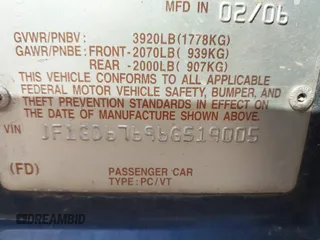 MFD IN 02/06
GVWR/PNBV: 3920LB(1778KG)
GAWR/PNBE: FRONT-2070LB( 939KG)
REAR -2000LB( 907KG)
THIS VEHICLE CONFORMS TO ALL APPLICABLE
FEDERAL MOTOR VEHICLE SAFETY, BUMPER, AND
THEFT PREVENTION STANDARDS IN EFFECT ON THE
DATE OF MANUFACTURE SHOWN ABOVE
VIN JF1GD67696G519005
(FD) PASSENGER CAR
TYPE:PC/VT
IDREAMBID